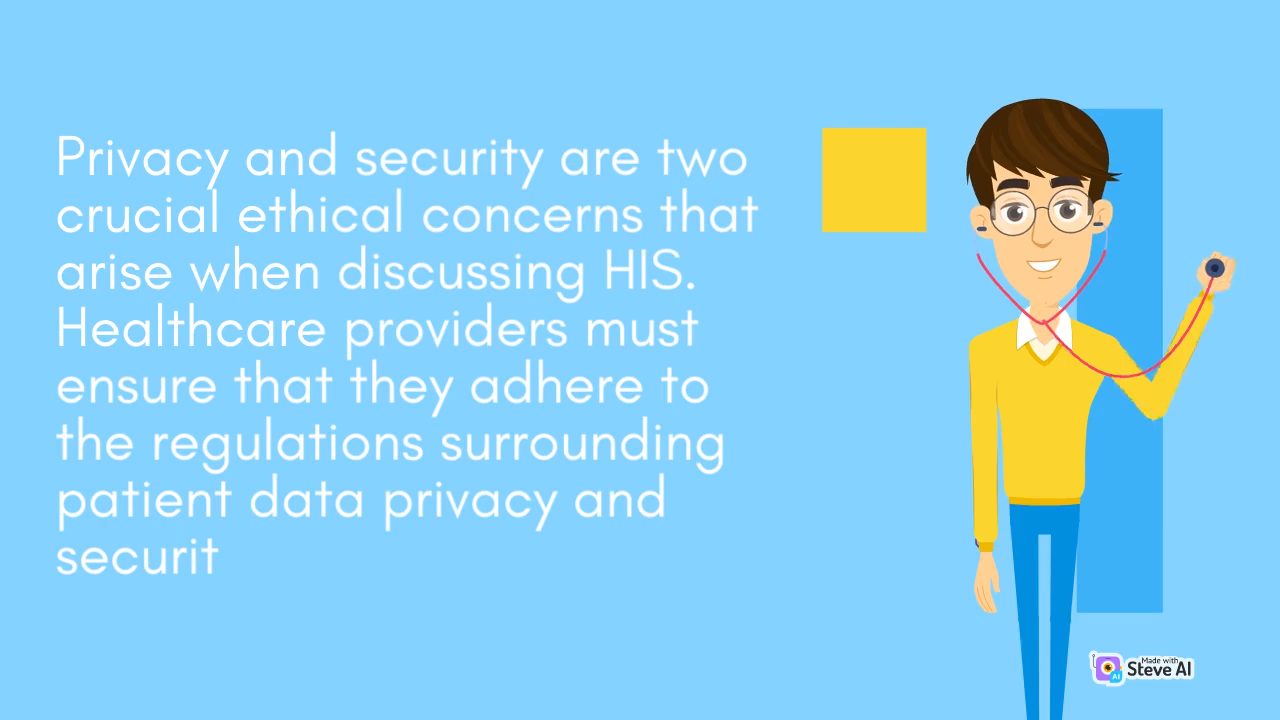 Privacy and security are two
crucial ethical concerns that
arise when discussing HIS.
Healthcare providers must
ensure that they adhere to
the regulations surrounding
patient data privacy and
securit
Made with
Steve AI
AI